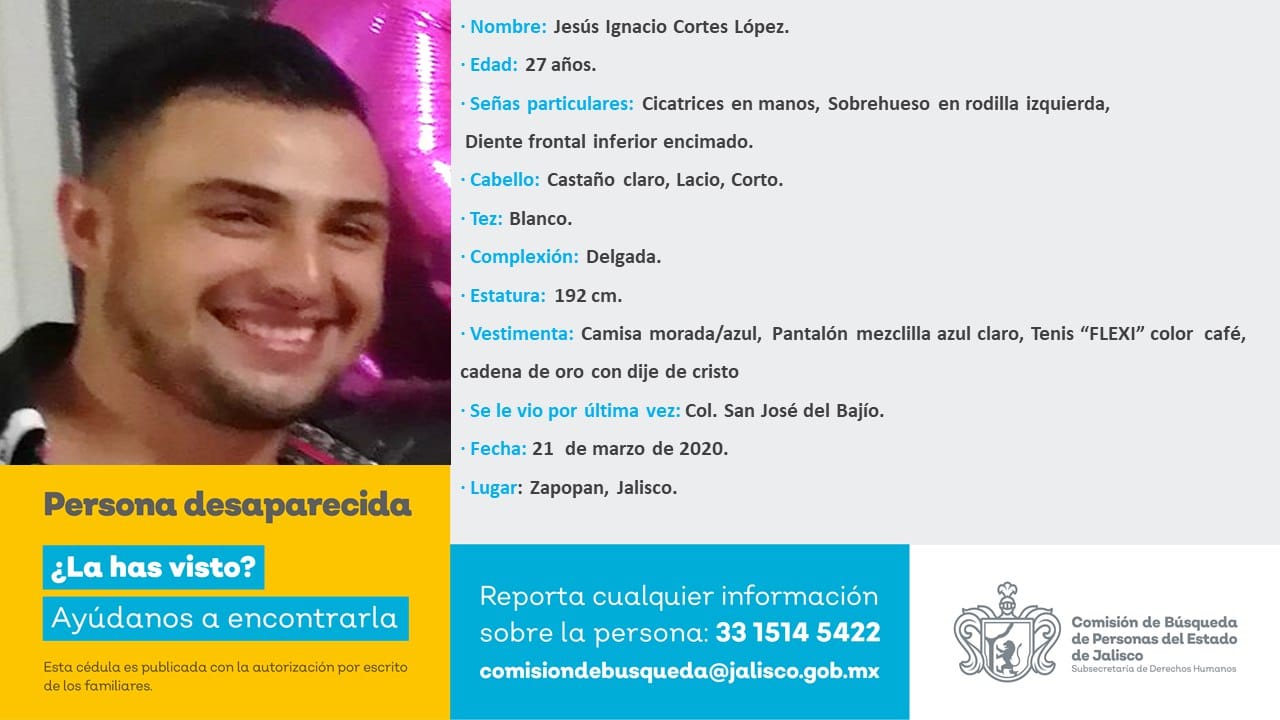 · Nombre: Jesús Ignacio Cortes López.
· Edad: 27 años.
· Señas particulares: Cicatrices en manos, Sobrehueso en rodilla izquierda,
Diente frontal inferior encimado.
· Cabello: Castaño claro, Lacio, Corto.
· Tez: Blanco.
· Complexión: Delgada.
· Estatura: 192 cm.
· Vestimenta: Camisa morada/azul, Pantalón mezclilla azul claro, Tenis “FLEXI” color café,
cadena de oro con dije de cristo
· Se le vio por última vez: Col. San José del Bajío.
· Fecha: 21 de marzo de 2020.
· Lugar: Zapopan, Jalisco.
Persona desaparecida
¿La has visto?
Ayúdanos a encontrarla
Esta cédula es publicada con la autorización por escrito
de los familiares.
Reporta cualquier información
sobre la persona: 33 1514 5422
comisiondebusqueda@jalisco.gob.mx
Comisión de Búsqueda
de Personas del Estado
de Jalisco
Subsecretaría de Derechos Humanos